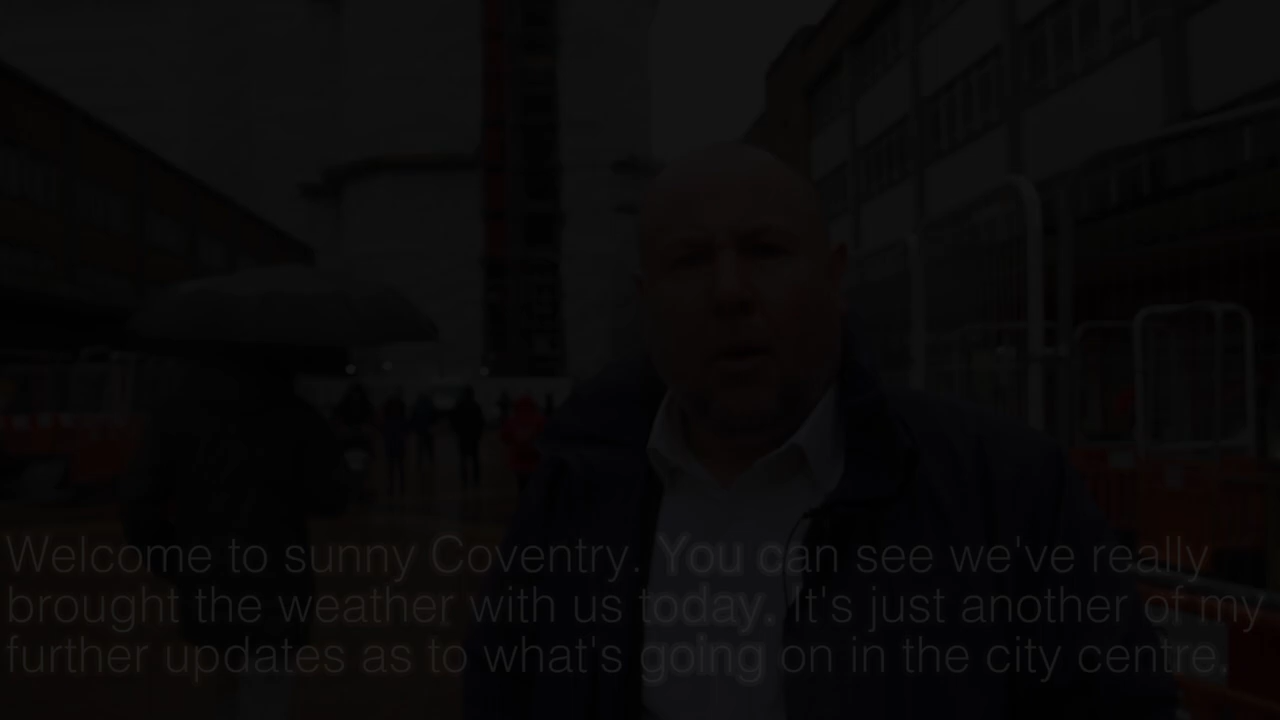 Welcome to sunny Coventry. You can see we've really
brought the weather with us today. It's just another of my
further updates as to what's going on in the city centre.